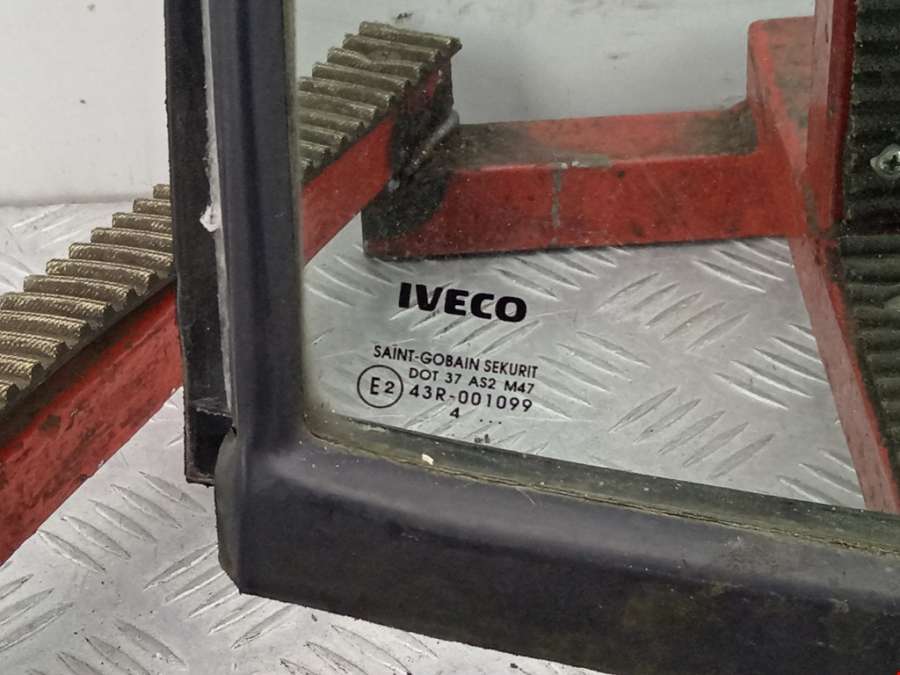 IVECO
SAINT-GOBAIN SEKURIT
DOT 37 AS2 M47
E2 43R-001099
4 ...